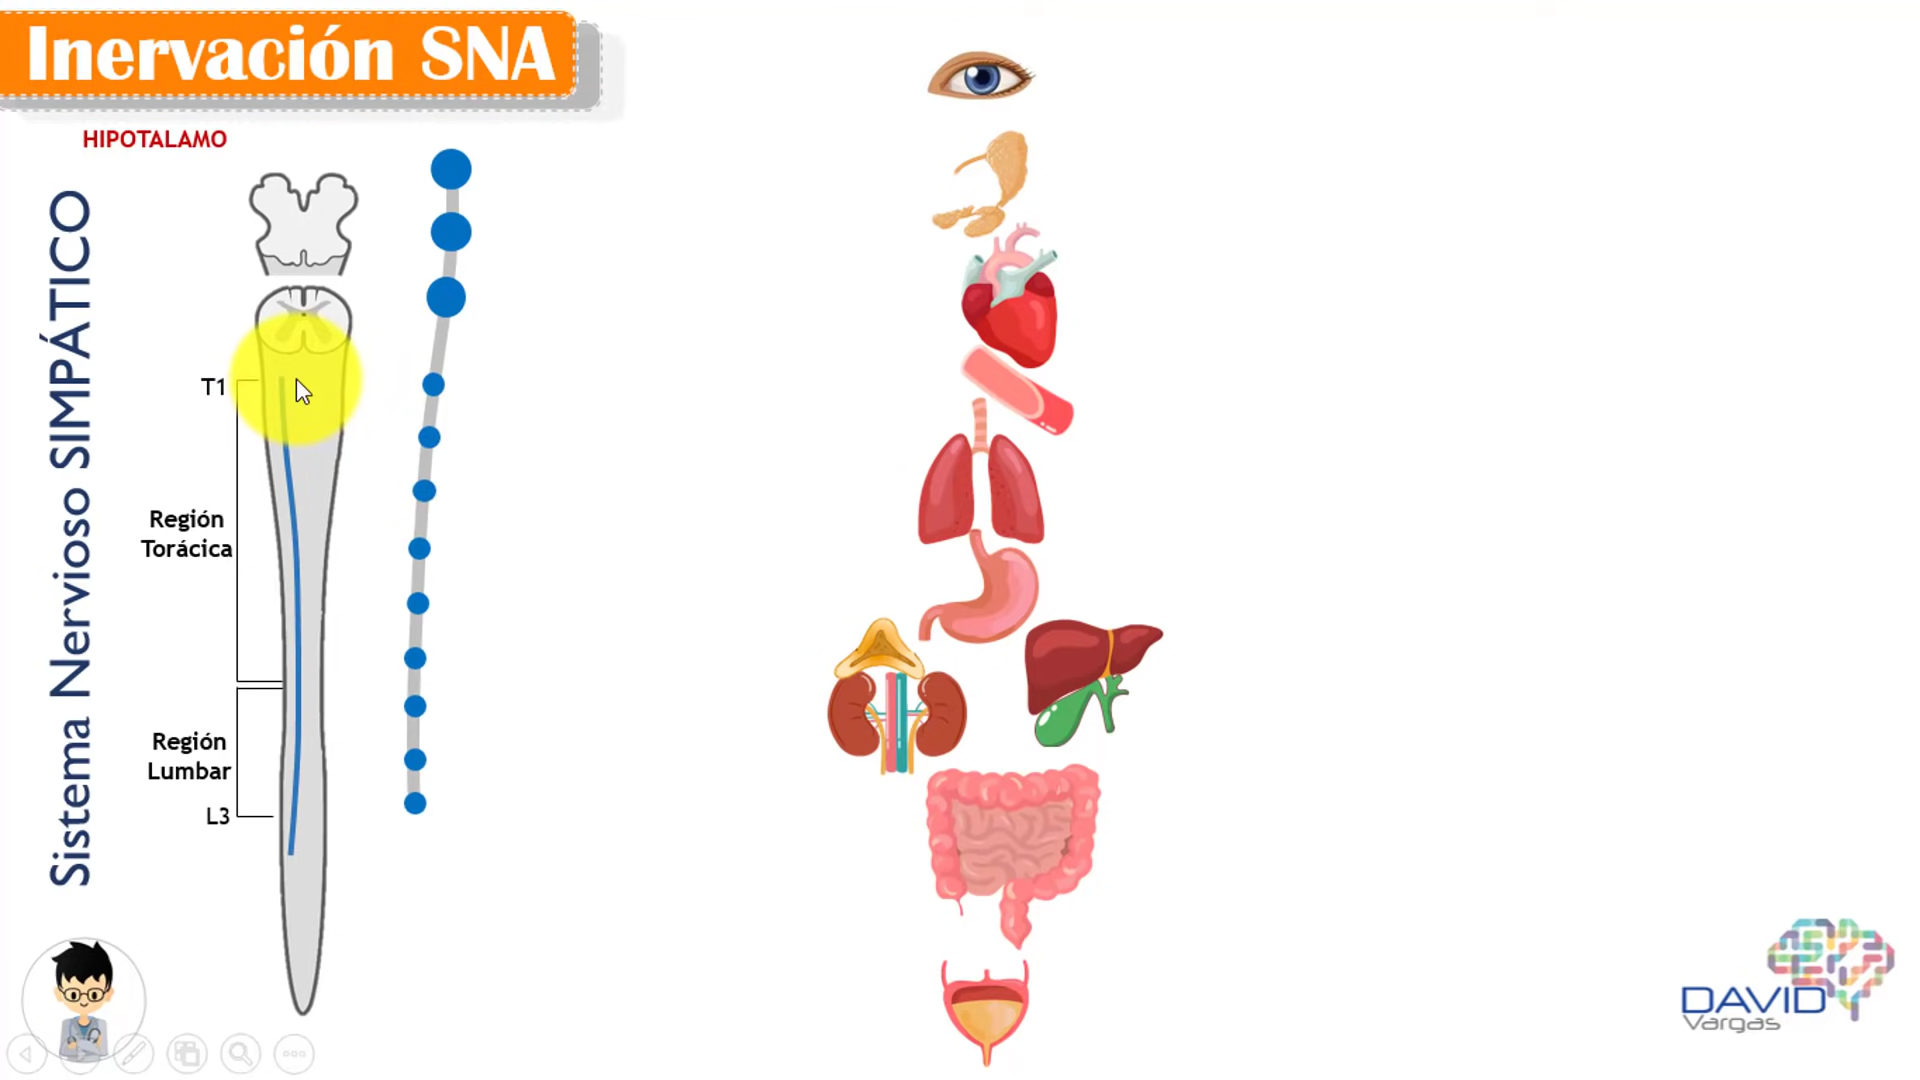 Inervación SNA
HIPOTALAMO
Sistema Nervioso SIMPÁTICO
T1
Región
Torácica
Región
Lumbar
L3
DAVID
Vargas